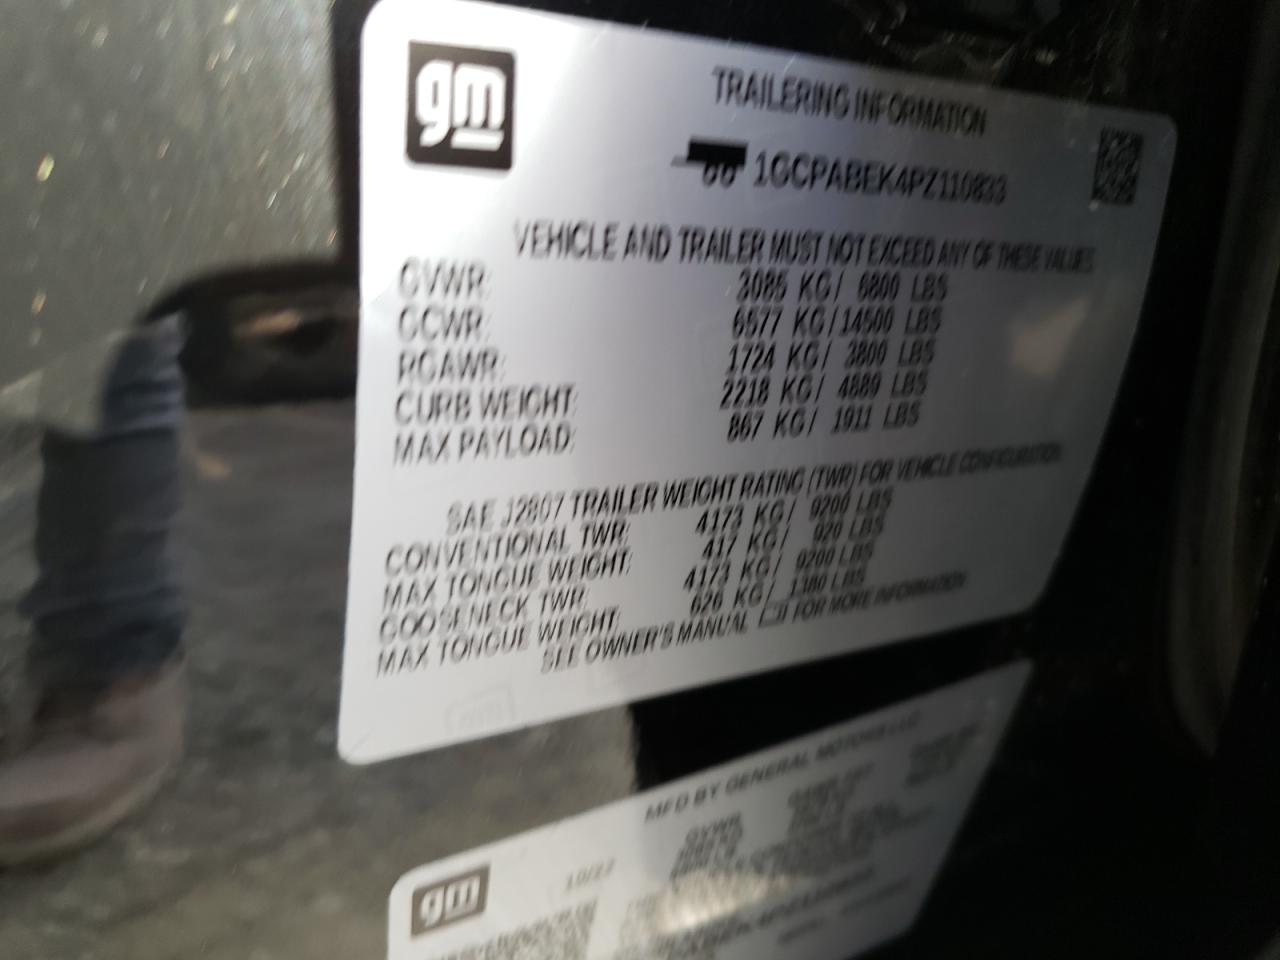 gm
TRAILERING INFORMATION
1GCPABEK4PZ110833
VEHICLE AND TRAILER MUST NOT EXCEED ANY OF THESE VALUES
GVWR: 3085 KG/ 6800 LBS
GCWR: 6577 KG/14500 LBS
RGAWR: 1724 KG/ 3800 LBS
CURB WEIGHT: 2218 KG/ 4889 LBS
MAX PAYLOAD: 867 KG/ 1911 LBS
SAE J2807 TRAILER WEIGHT RATING (TWR) FOR VEHICLE CONFIGURATION
CONVENTIONAL TWR: 4173 KG/ 9200 LBS
MAX TONGUE WEIGHT: 417 KG/ 920 LBS
GOOSENECK TWR: 4173 KG/ 9200 LBS
MAX TONGUE WEIGHT: 626 KG/ 1380 LBS
SEE OWNER'S MANUAL FOR MORE INFORMATION
MFD BY GENERAL MOTORS LLC
gm
10/22
GVWR